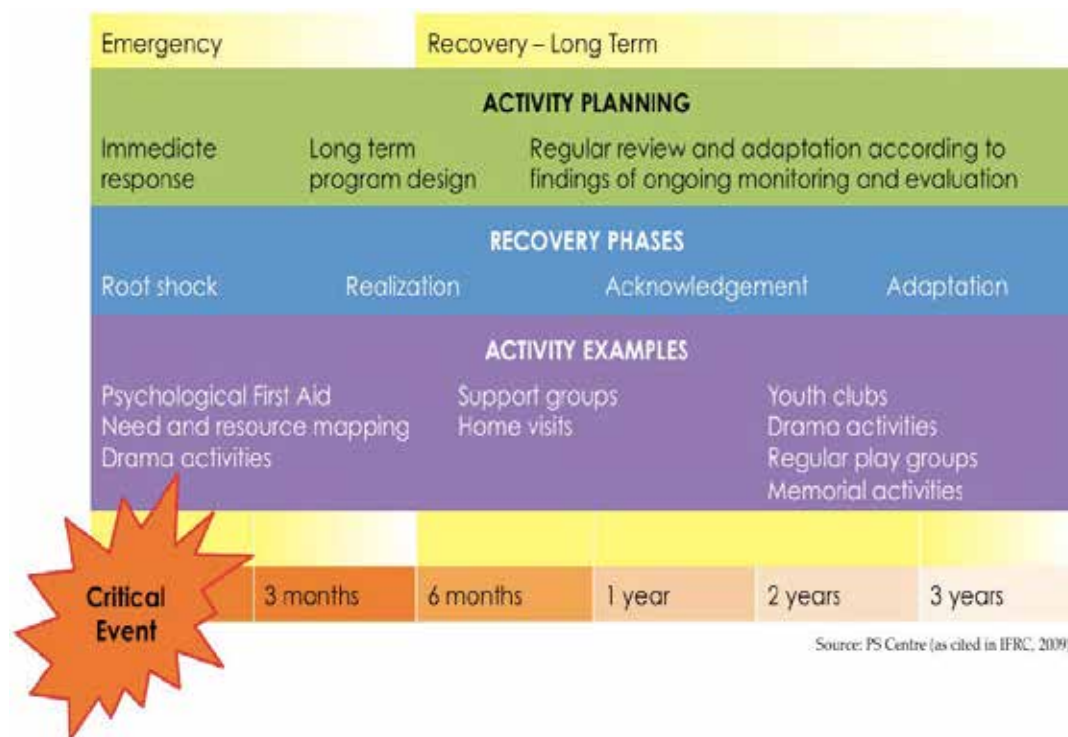 Emergency
Recovery – Long Term
ACTIVITY PLANNING
Immediate
response
Long term
program design
Regular review and adaptation according to
findings of ongoing monitoring and evaluation
RECOVERY PHASES
Root shock
Realization
Acknowledgement
Adaptation
ACTIVITY EXAMPLES
Psychological First Aid
Need and resource mapping
Drama activities
Support groups
Home visits
Youth clubs
Drama activities
Regular play groups
Memorial activities
Critical
Event
3 months
6 months
1 year
2 years
3 years
Source: PS Centre (as cited in IFRC, 2009)